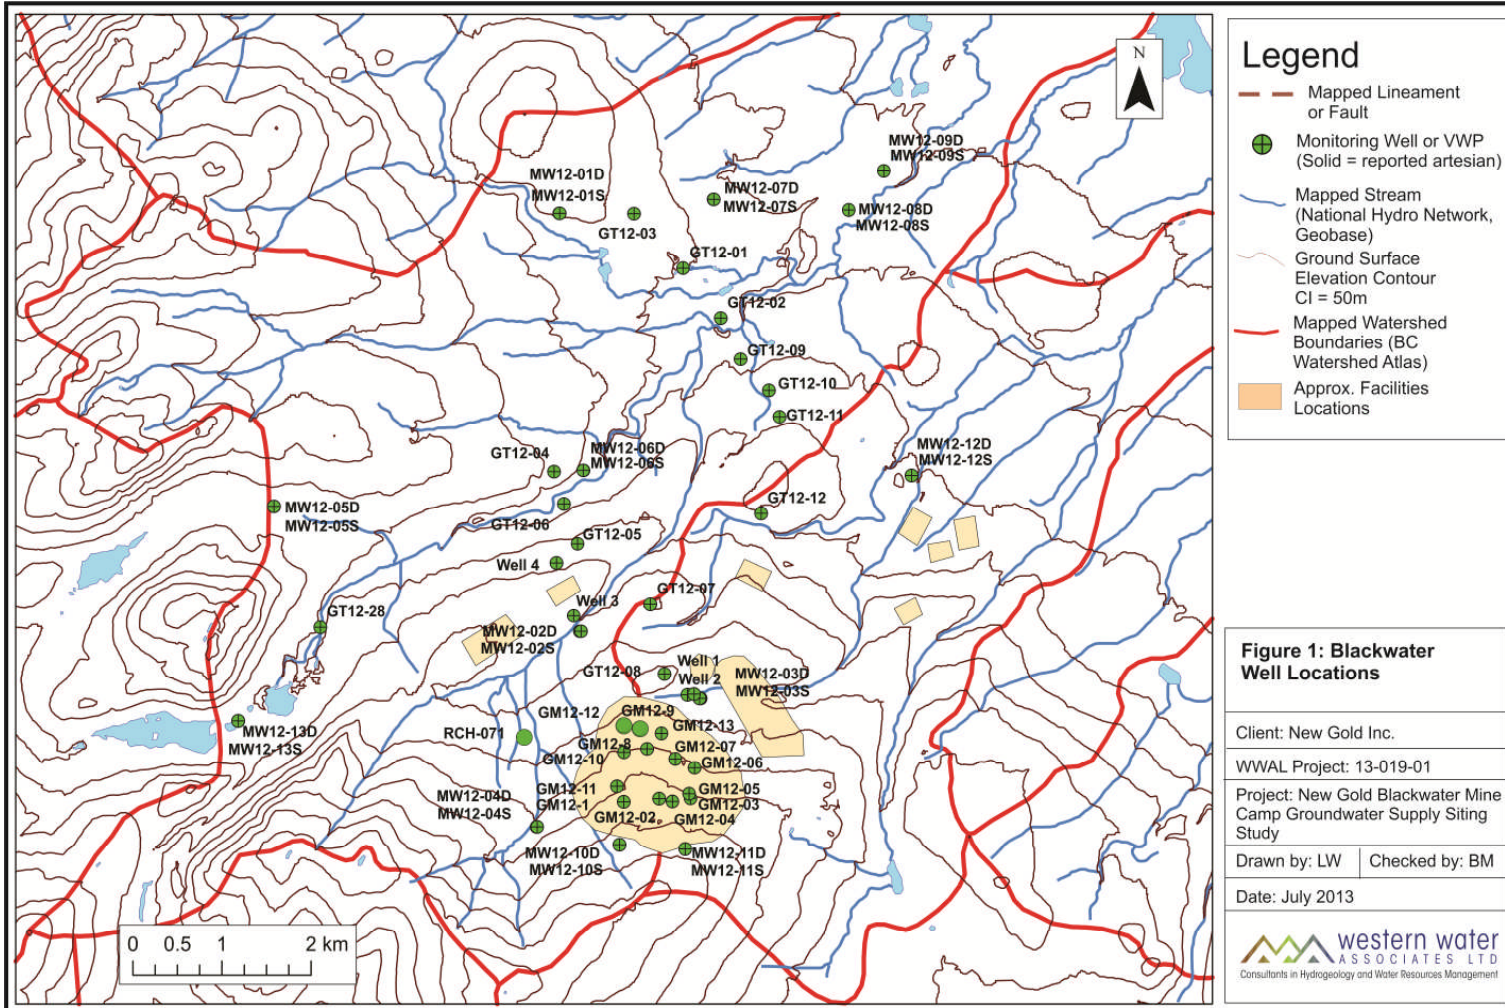 N
MW12-09D
MW12-09S
MW12-01D
MW12-01S
MW12-07D
MW12-07S
MW12-08D
MW12-08S
GT12-03
GT12-01
GT12-02
GT12-09
GT12-10
GT12-11
GT12-04
MW12-06D
MW12-06S
MW12-12D
MW12-12S
MW12-05D
MW12-05S
GT12-06
GT12-12
GT12-05
Well 4
GT12-28
Well 3
GT12-07
MW12-02D
MW12-02S
GT12-08
Well 1
Well 2
MW12-03D
MW12-03S
MW12-13D
MW12-13S
RCH-071
GM12-12
GM12-9
GM12-13
GM12-8
GM12-10
GM12-07
GM12-06
GM12-11
GM12-1
GM12-05
GM12-03
GM12-02
GM12-04
MW12-04D
MW12-04S
MW12-10D
MW12-10S
MW12-11D
MW12-11S
0 0.5 1 2 km
Legend
Mapped Lineament
or Fault
Monitoring Well or VWP
(Solid = reported artesian)
Mapped Stream
(National Hydro Network,
Geobase)
Ground Surface
Elevation Contour
CI = 50m
Mapped Watershed
Boundaries (BC
Watershed Atlas)
Approx. Facilities
Locations
Figure 1: Blackwater
Well Locations
Client: New Gold Inc.
WWAL Project: 13-019-01
Project: New Gold Blackwater Mine
Camp Groundwater Supply Siting
Study
Drawn by: LW Checked by: BM
Date: July 2013
western water
ASSOCIATES LTD
Consultants in Hydrogeology and Water Resources Management